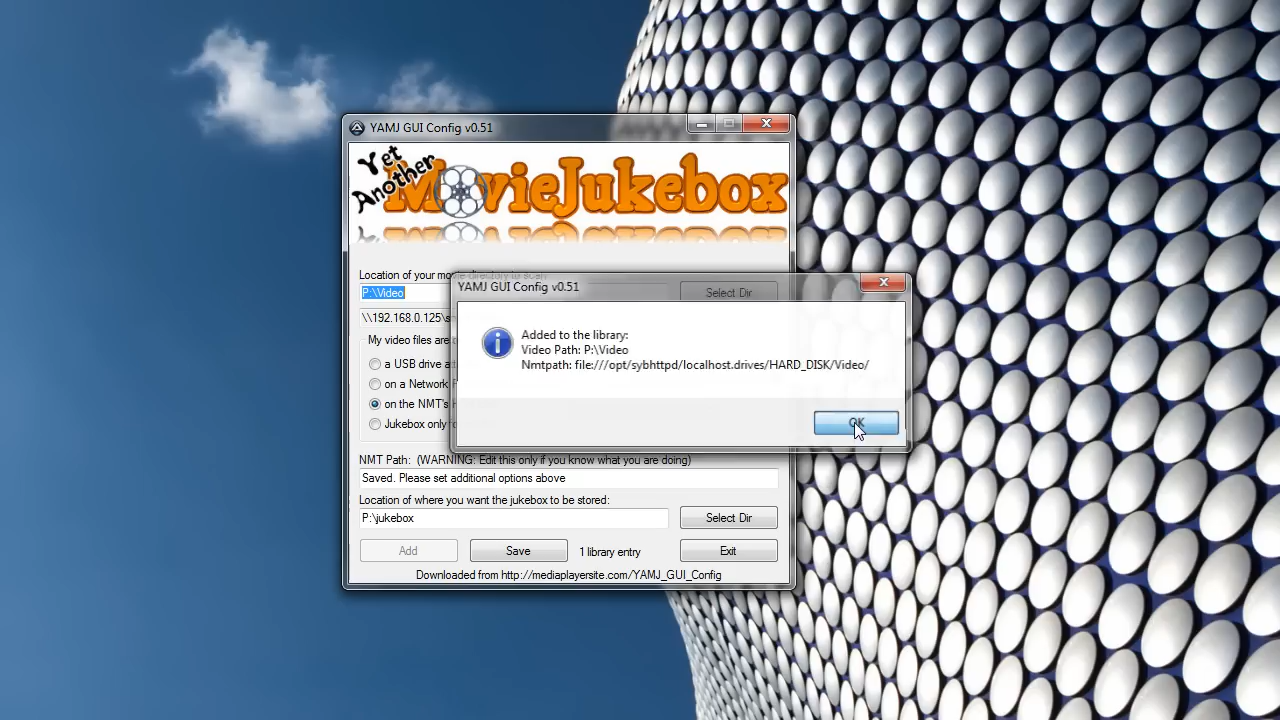 YAMJ GUI Config v0.51
Yet
Another
MovieJukebox
Location of your movie directory to scan:
P:\Video
Select Dir
\\192.168.0.125\s
YAMJ GUI Config v0.51
Added to the library:
Video Path: P:\Video
Nmtpath: file:///opt/sybhttpd/localhost.drives/HARD_DISK/Video/
OK
My video files are
a USB drive a
on a Network
on the NMT's
Jukebox only
NMT Path: (WARNING: Edit this only if you know what you are doing)
Saved. Please set additional options above
Location of where you want the jukebox to be stored:
P:\jukebox
Select Dir
Add
Save
1 library entry
Exit
Downloaded from http://mediaplayersite.com/YAMJ_GUI_Config